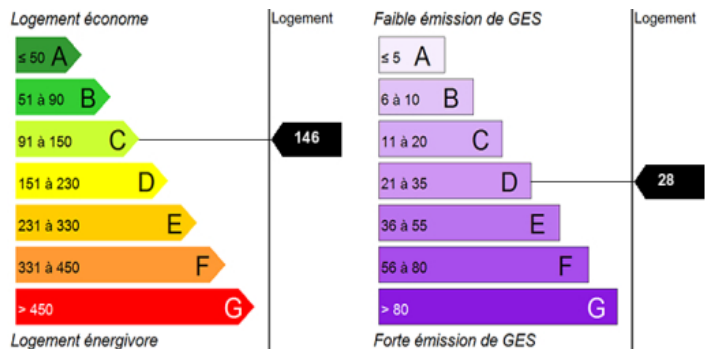 Logement économe
Logement
≤ 50 A
51 à 90 B
91 à 150 C
146
151 à 230 D
231 à 330 E
331 à 450 F
> 450 G
Logement énergivore
Faible émission de GES
Logement
≤ 5 A
6 à 10 B
11 à 20 C
21 à 35 D
28
36 à 55 E
56 à 80 F
> 80 G
Forte émission de GES